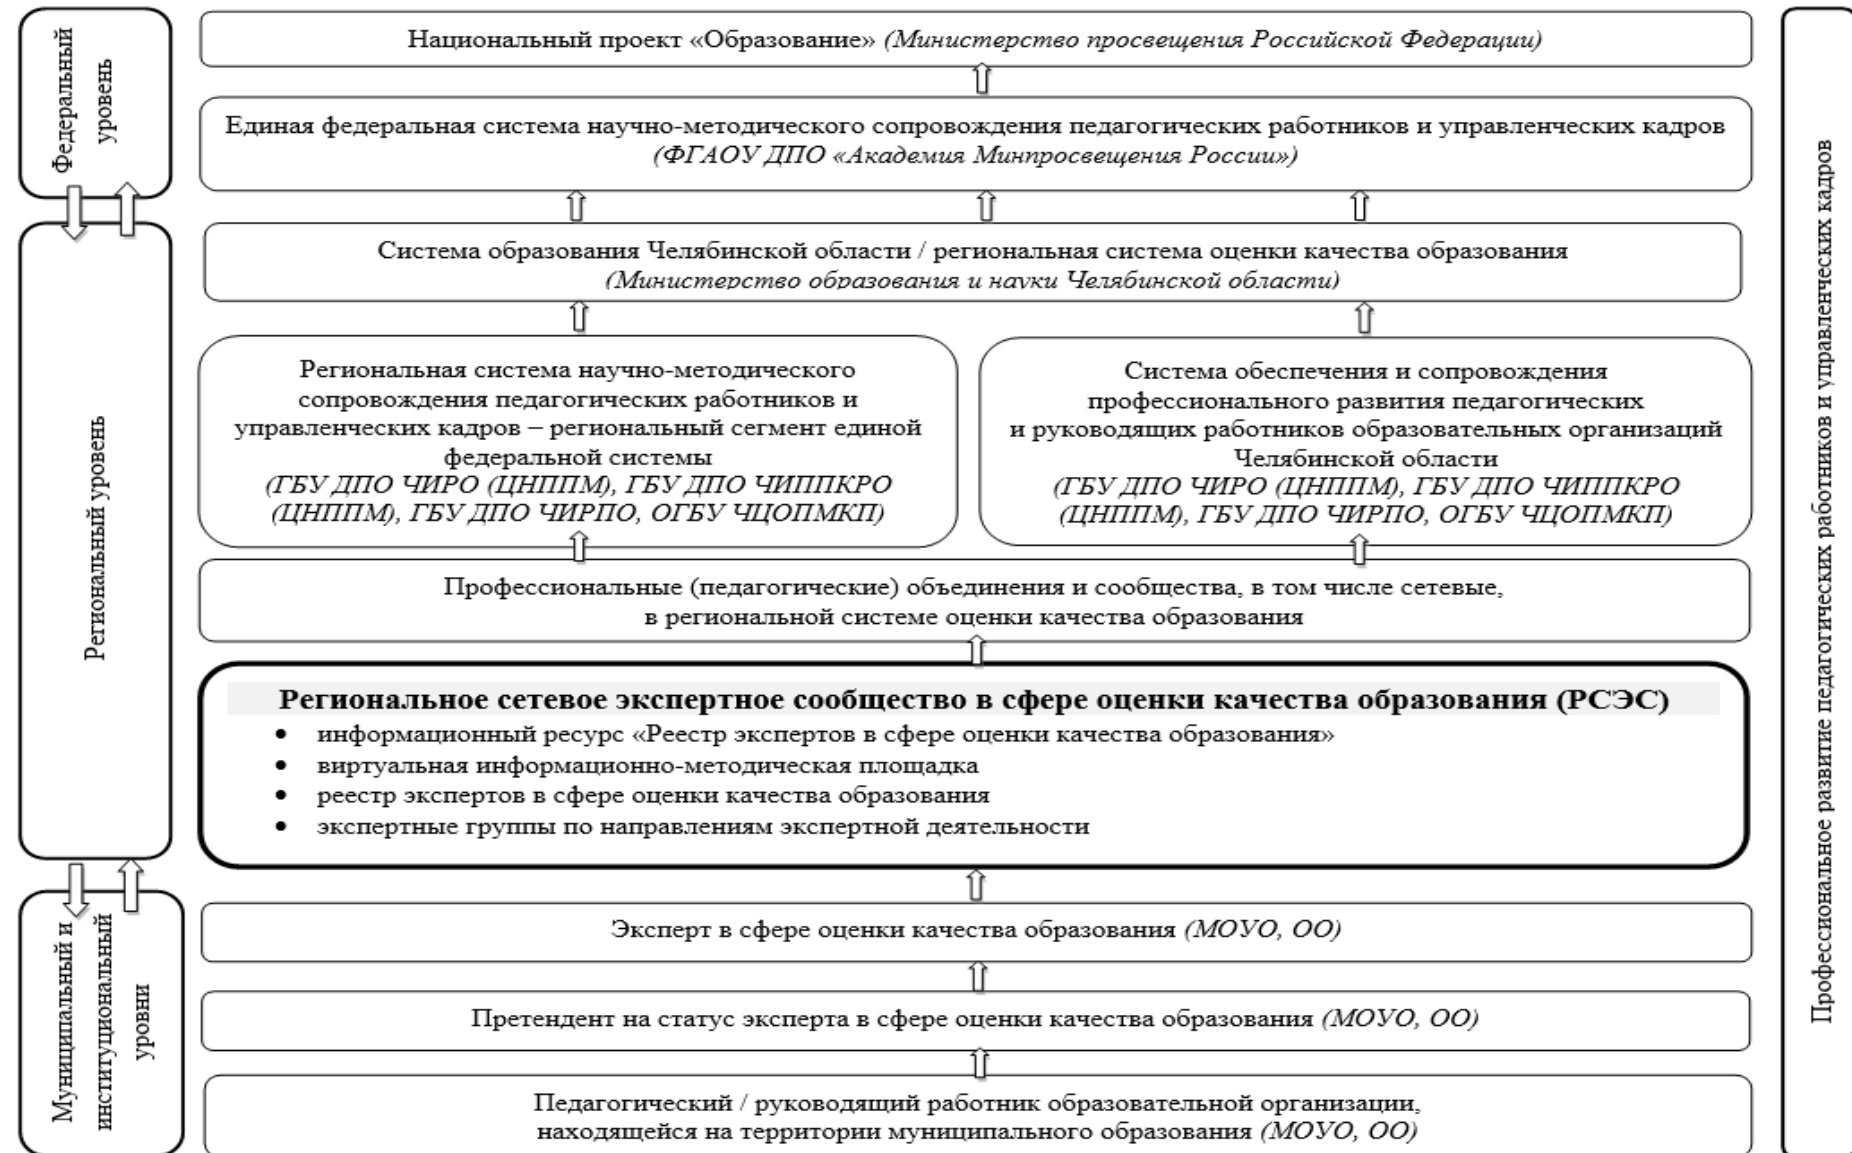 Федеральный
уровень
Национальный проект «Образование» (Министерство просвещения Российской Федерации)
Единая федеральная система научно-методического сопровождения педагогических работников и управленческих кадров
(ФГАОУ ДПО «Академия Минпросвещения России»)
Региональный уровень
Система образования Челябинской области / региональная система оценки качества образования
(Министерство образования и науки Челябинской области)
Региональная система научно-методического
сопровождения педагогических работников и
управленческих кадров – региональный сегмент единой
федеральной системы
(ГБУ ДПО ЧИРО (ЦНППМ), ГБУ ДПО ЧИППКРО
(ЦНППМ), ГБУ ДПО ЧИРПО, ОГБУ ЧЦОПМКП)
Система обеспечения и сопровождения
профессионального развития педагогических
и руководящих работников образовательных организаций
Челябинской области
(ГБУ ДПО ЧИРО (ЦНППМ), ГБУ ДПО ЧИППКРО
(ЦНППМ), ГБУ ДПО ЧИРПО, ОГБУ ЧЦОПМКП)
Профессиональные (педагогические) объединения и сообщества, в том числе сетевые,
в региональной системе оценки качества образования
Региональное сетевое экспертное сообщество в сфере оценки качества образования (РСЭС)
• информационный ресурс «Реестр экспертов в сфере оценки качества образования»
• виртуальная информационно-методическая площадка
• реестр экспертов в сфере оценки качества образования
• экспертные группы по направлениям экспертной деятельности
Муниципальный и
институциональный
уровни
Эксперт в сфере оценки качества образования (МОУО, ОО)
Претендент на статус эксперта в сфере оценки качества образования (МОУО, ОО)
Педагогический / руководящий работник образовательной организации,
находящейся на территории муниципального образования (МОУО, ОО)
Профессиональное развитие педагогических работников и управленческих кадров